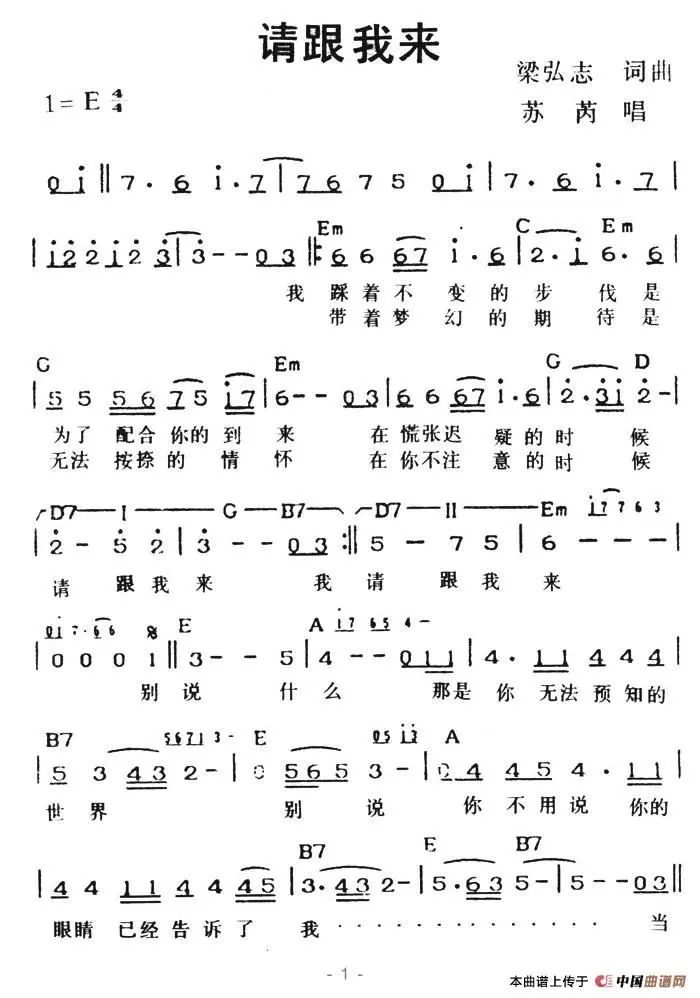 请跟我来
梁弘志 词曲
1= E 4/4
苏芮 唱
0 i ‖ 7. 6 i. 7 | 7 6 7 5 0 i | 7. 6 i. 7 |
Em C Em
| i 2 2 i 2 3 | 3 - - 0 3 ‖: 6 6 6 7 i. 6 | 2. i 6. 6 |
我 踩着不 变的步 伐是
带着梦 幻的期 待是
G Em G D
| 5 5 5 6 7 5 i 7 | 6 - - 0 3 | 6 6 6 7 i. 6 | 2. 3 i 2 - |
为了 配合你的到 来 在慌张迟 疑的时 候
无法 按捺的 情 怀 在你不注 意的时 候
D7 I G B7 D7 II Em i 7 7 6 3
| 2 - 5 2 | 3 - 0 3 :‖ 5 - 7 5 | 6 - - -
请 跟我来 我 请 跟我 来
0 i 7. 6 6 𝄋 E A i 7 6 5 4 -
| 0 0 0 1 ‖ 3 - - 5 | 4 - - 0 1 1 | 4. 1 1 4 4 4 |
别 说 什 么 那是 你 无法 预 知的
B7 5 6 7 1 3 - E 0 5 i i A
| 5 3 4 3 2 - | 0 5 6 5 3 - | 0 4 4 5 4. 1 1 |
世 界 别 说 你 不用说 你的
B7 E B7
| 4 4 1 1 4 4 4 5 | 3. 4 3 2 - | 5. 6 3 5 - | 5 - - 0 3 ‖
眼睛 已经告诉了 我 · · · · · · · · · · 当
- 1 -
本曲谱上传于 中国曲谱网